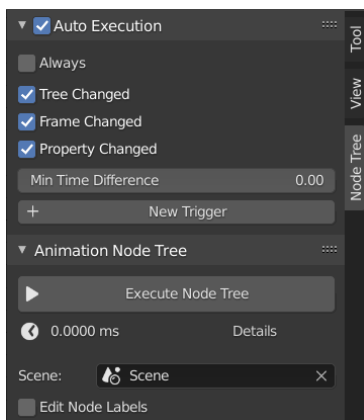 Auto Execution
Always
Tree Changed
Frame Changed
Property Changed
Min Time Difference 0.00
+ New Trigger
Animation Node Tree
Execute Node Tree
0.0000 ms Details
Scene: Scene
Edit Node Labels
Tool
View
Node Tree